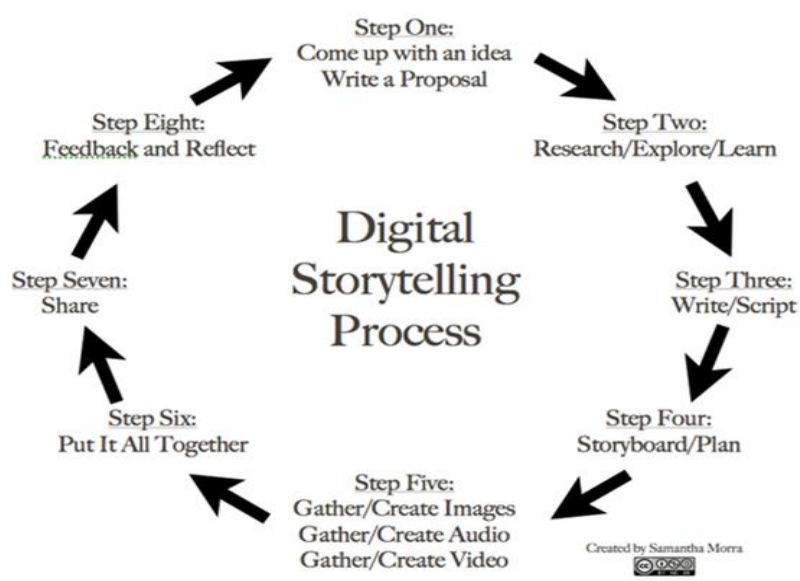 Digital
Storytelling
Process
Step One:
Come up with an idea
Write a Proposal
Step Two:
Research/Explore/Learn
Step Three:
Write/Script
Step Four:
Storyboard/Plan
Step Five:
Gather/Create Images
Gather/Create Audio
Gather/Create Video
Step Six:
Put It All Together
Step Seven:
Share
Step Eight:
Feedback and Reflect
Created by Samantha Morra